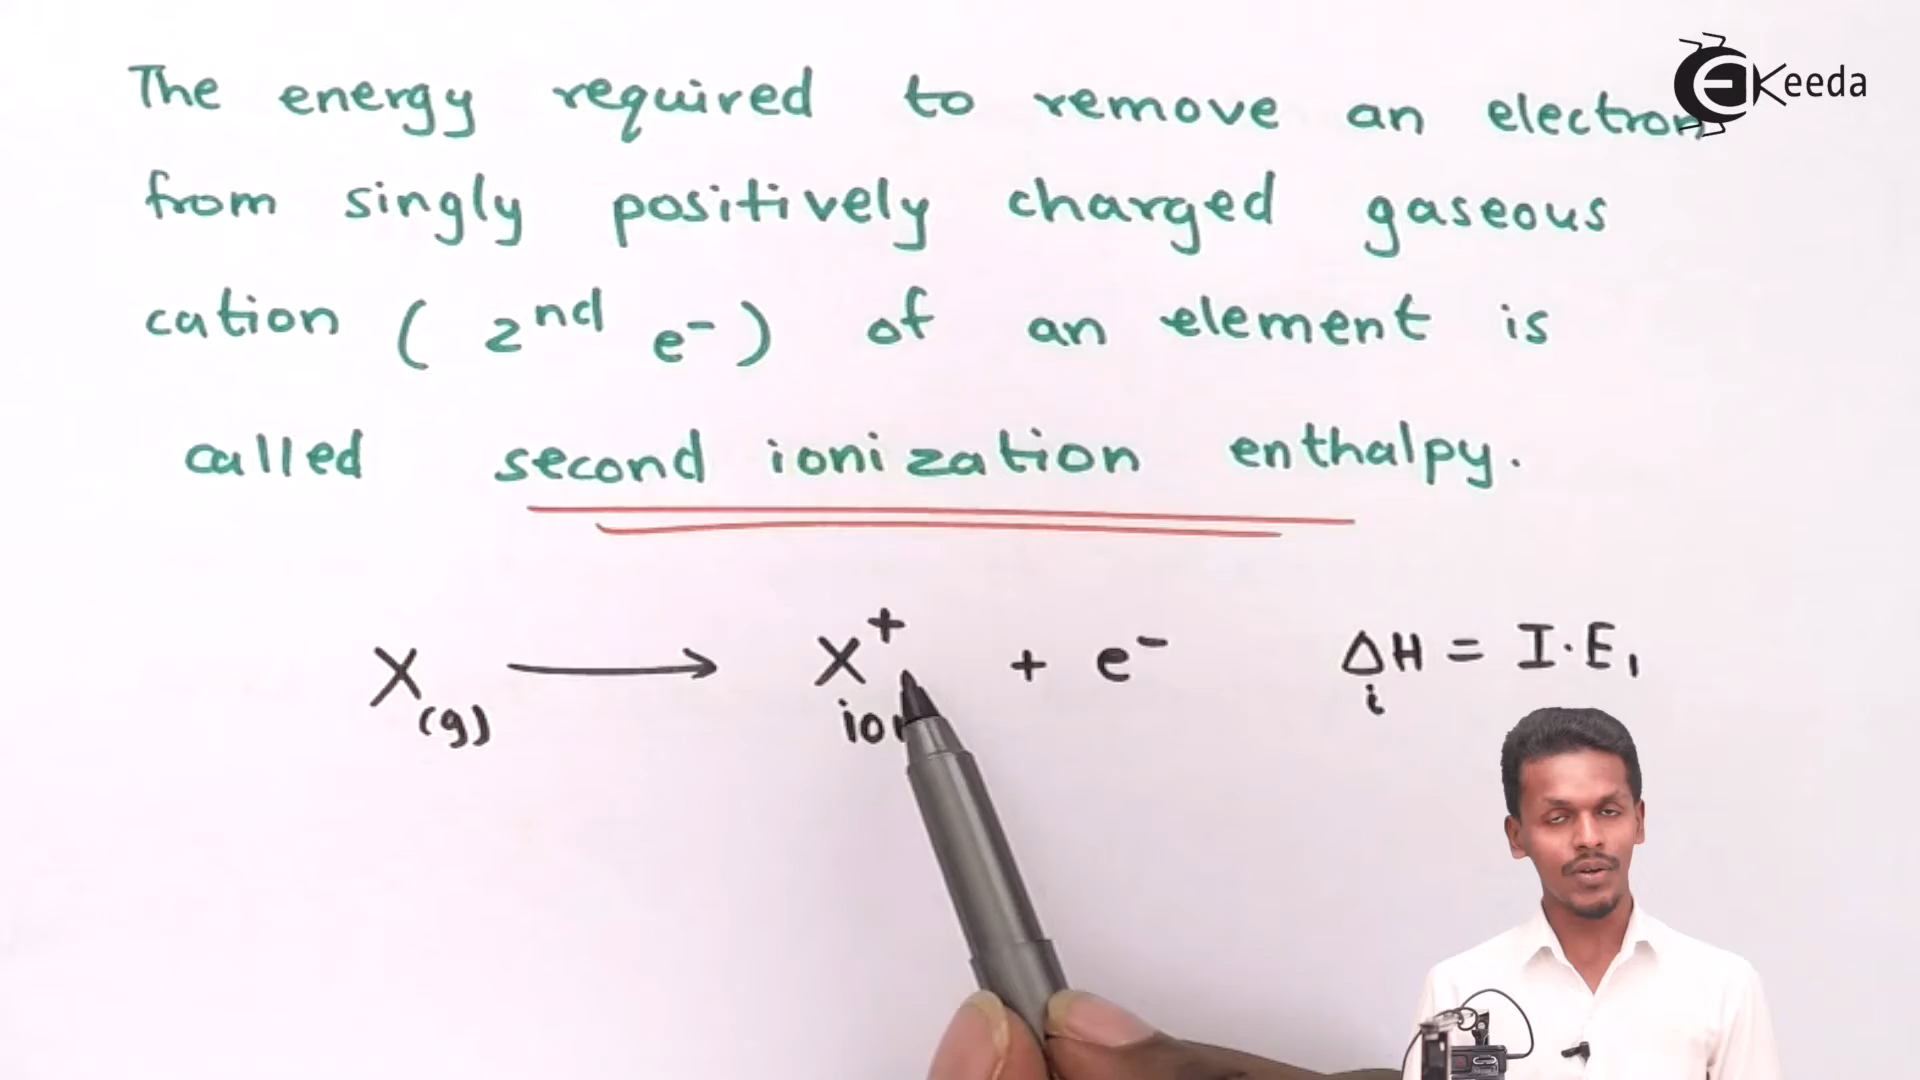 EKeeda
The energy required to remove an electron
from singly positively charged gaseous
cation ( 2nd e⁻ ) of an element is
called second ionization enthalpy.
X(g) ⟶ X⁺ + e⁻ ΔᵢH = I.E₁